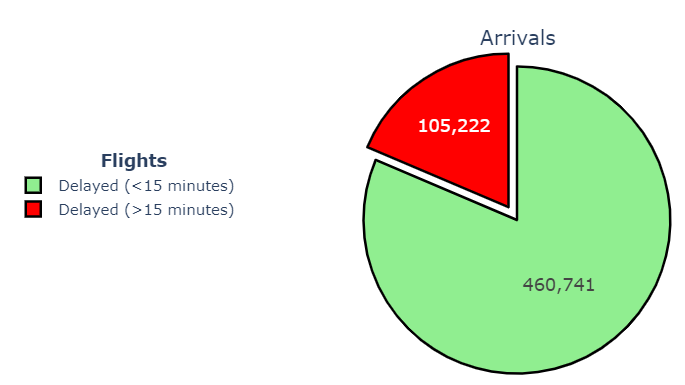 Arrivals
105,222
Flights
Delayed (<15 minutes)
Delayed (>15 minutes)
460,741